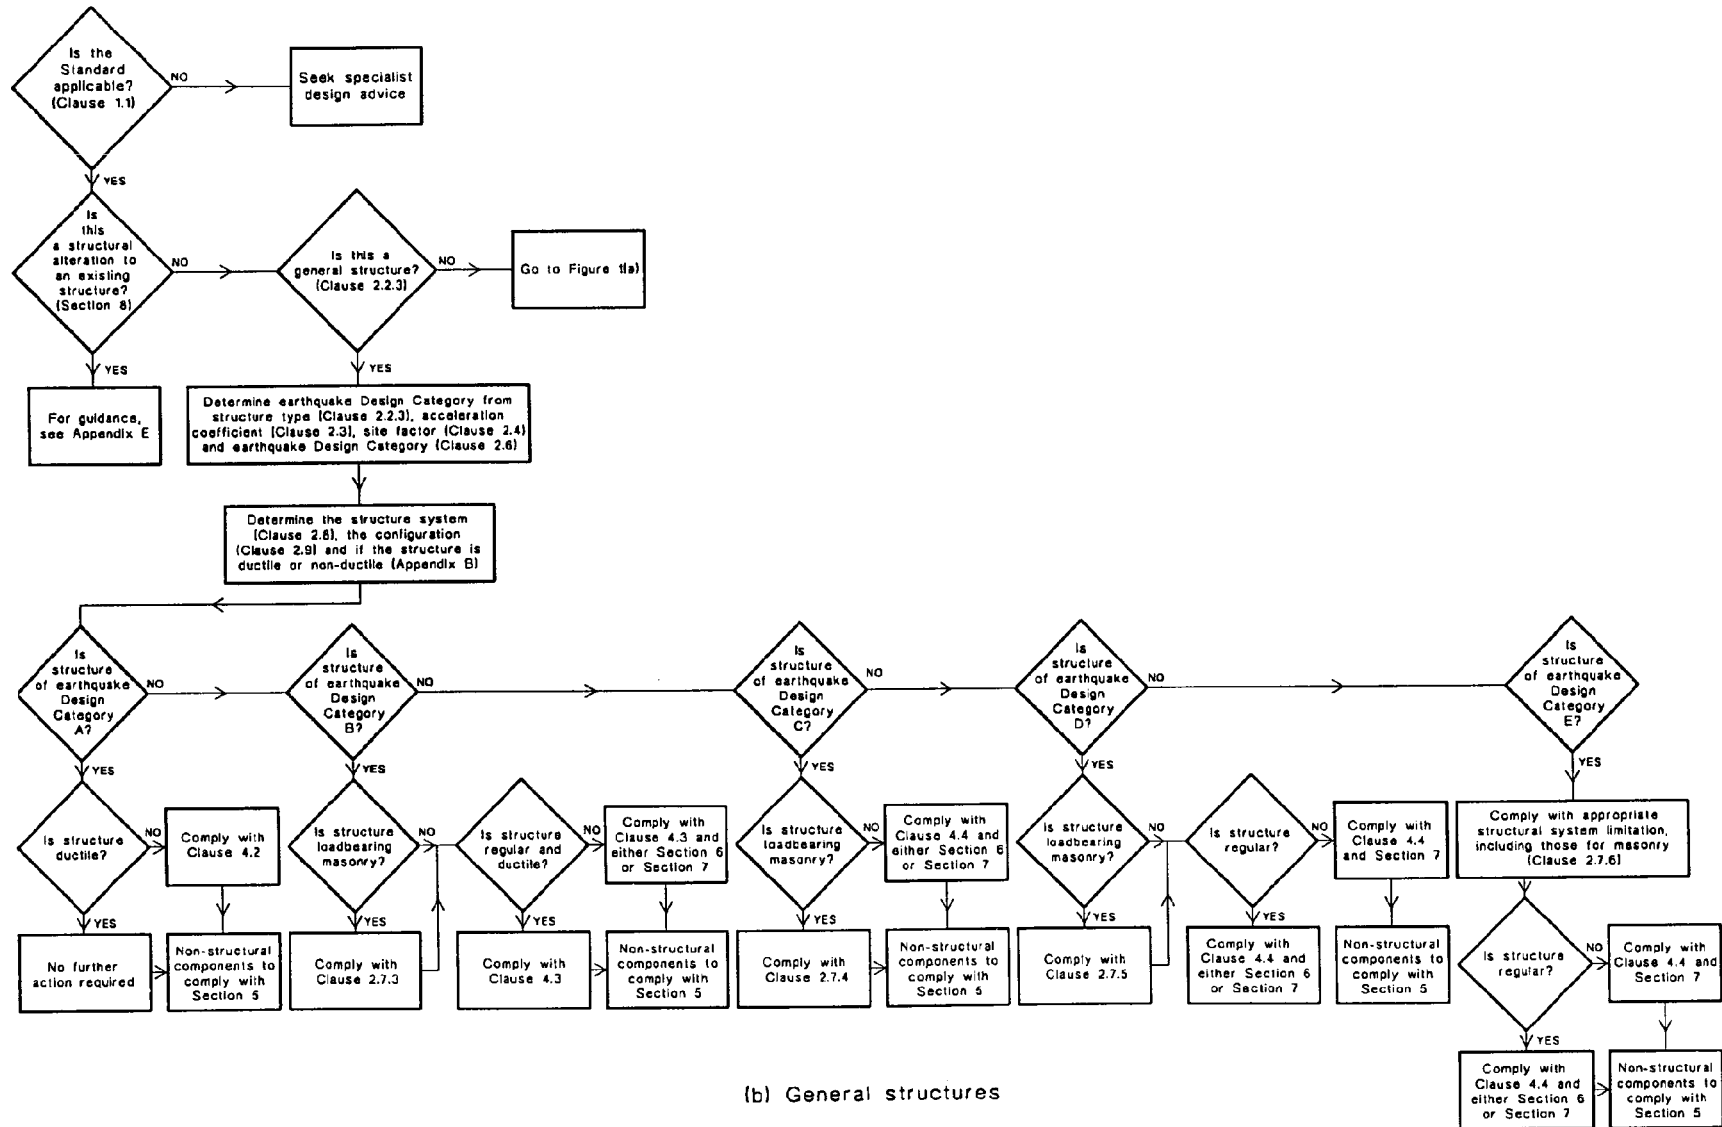 Is the
Standard
applicable?
(Clause 1.1)
NO
Seek specialist
design advice
YES
Is
this
a structural
alteration to
an existing
structure?
(Section 8)
NO
Is this a
general structure?
(Clause 2.2.3)
NO
Go to Figure 1(a)
YES
For guidance,
see Appendix E
YES
Determine earthquake Design Category from
structure type (Clause 2.2.3), acceleration
coefficient (Clause 2.3), site factor (Clause 2.4)
and earthquake Design Category (Clause 2.6)
Determine the structure system
(Clause 2.8), the configuration
(Clause 2.9) and if the structure is
ductile or non-ductile (Appendix B)
Is
structure
of earthquake
Design
Category
A?
NO
Is
structure
of earthquake
Design
Category
B?
NO
Is
structure
of earthquake
Design
Category
C?
NO
Is
structure
of earthquake
Design
Category
D?
NO
Is
structure
of earthquake
Design
Category
E?
YES
YES
YES
YES
YES
Is structure
ductile?
NO
Comply with
Clause 4.2
Is structure
loadbearing
masonry?
NO
Is structure
regular and
ductile?
NO
Comply with
Clause 4.3 and
either Section 6
or Section 7
Is structure
loadbearing
masonry?
NO
Comply with
Clause 4.4 and
either Section 6
or Section 7
Is structure
loadbearing
masonry?
NO
Is structure
regular?
NO
Comply with
Clause 4.4
and Section 7
Comply with appropriate
structural system limitation,
including those for masonry
(Clause 2.7.6)
YES
YES
YES
YES
YES
YES
No further
action required
Non-structural
components to
comply with
Section 5
Comply with
Clause 2.7.3
Comply with
Clause 4.3
Non-structural
components to
comply with
Section 5
Comply with
Clause 2.7.4
Non-structural
components to
comply with
Section 5
Comply with
Clause 2.7.5
Comply with
Clause 4.4 and
either Section 6
or Section 7
Non-structural
components to
comply with
Section 5
Is structure
regular?
NO
Comply with
Clause 4.4 and
Section 7
YES
Comply with
Clause 4.4 and
either Section 6
or Section 7
Non-structural
components to
comply with
Section 5
(b) General structures